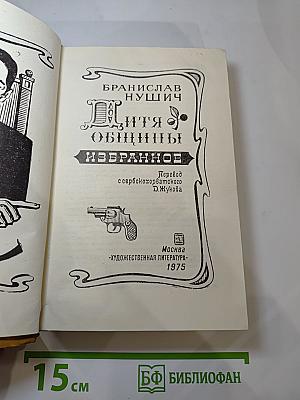 БРАНИСЛАВ
НУШИЧ
ДИТЯ
ОБЩИНЫ
ИЗБРАННОЕ
Перевод
с сербскохорватского
Д. Жукова
Москва
«ХУДОЖЕСТВЕННАЯ ЛИТЕРАТУРА»
1975
15 см
БФ БИБЛИОФАН